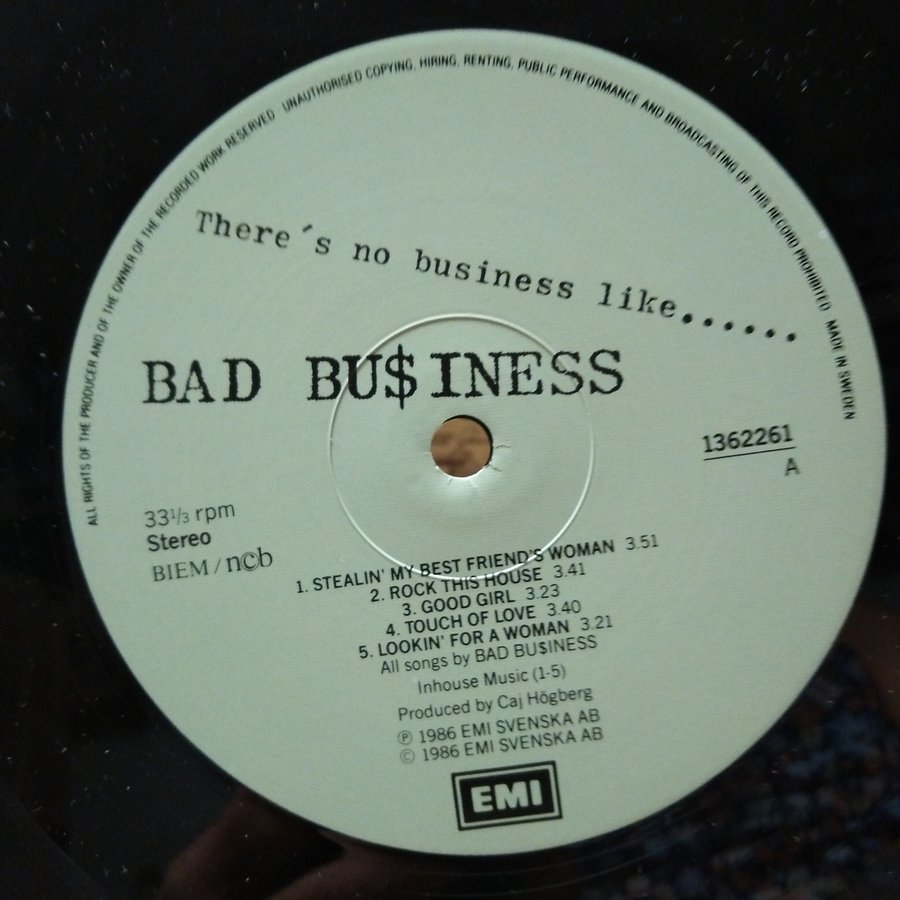 ALL RIGHTS OF THE PRODUCER AND OF THE OWNER OF THE RECORDED WORK RESERVED UNAUTHORISED COPYING, HIRING, RENTING, PUBLIC PERFORMANCE AND BROADCASTING OF THIS RECORD PROHIBITED MADE IN SWEDEN
There´s no business like......
BAD BU$INESS
1362261
A
33 1/3 rpm
Stereo
BIEM / ncb
1. STEALIN' MY BEST FRIEND'S WOMAN 3.51
2. ROCK THIS HOUSE 3.41
3. GOOD GIRL 3.23
4. TOUCH OF LOVE 3.40
5. LOOKIN' FOR A WOMAN 3.21
All songs by BAD BU$INESS
Inhouse Music (1-5)
Produced by Caj Högberg
℗ 1986 EMI SVENSKA AB
© 1986 EMI SVENSKA AB
EMI